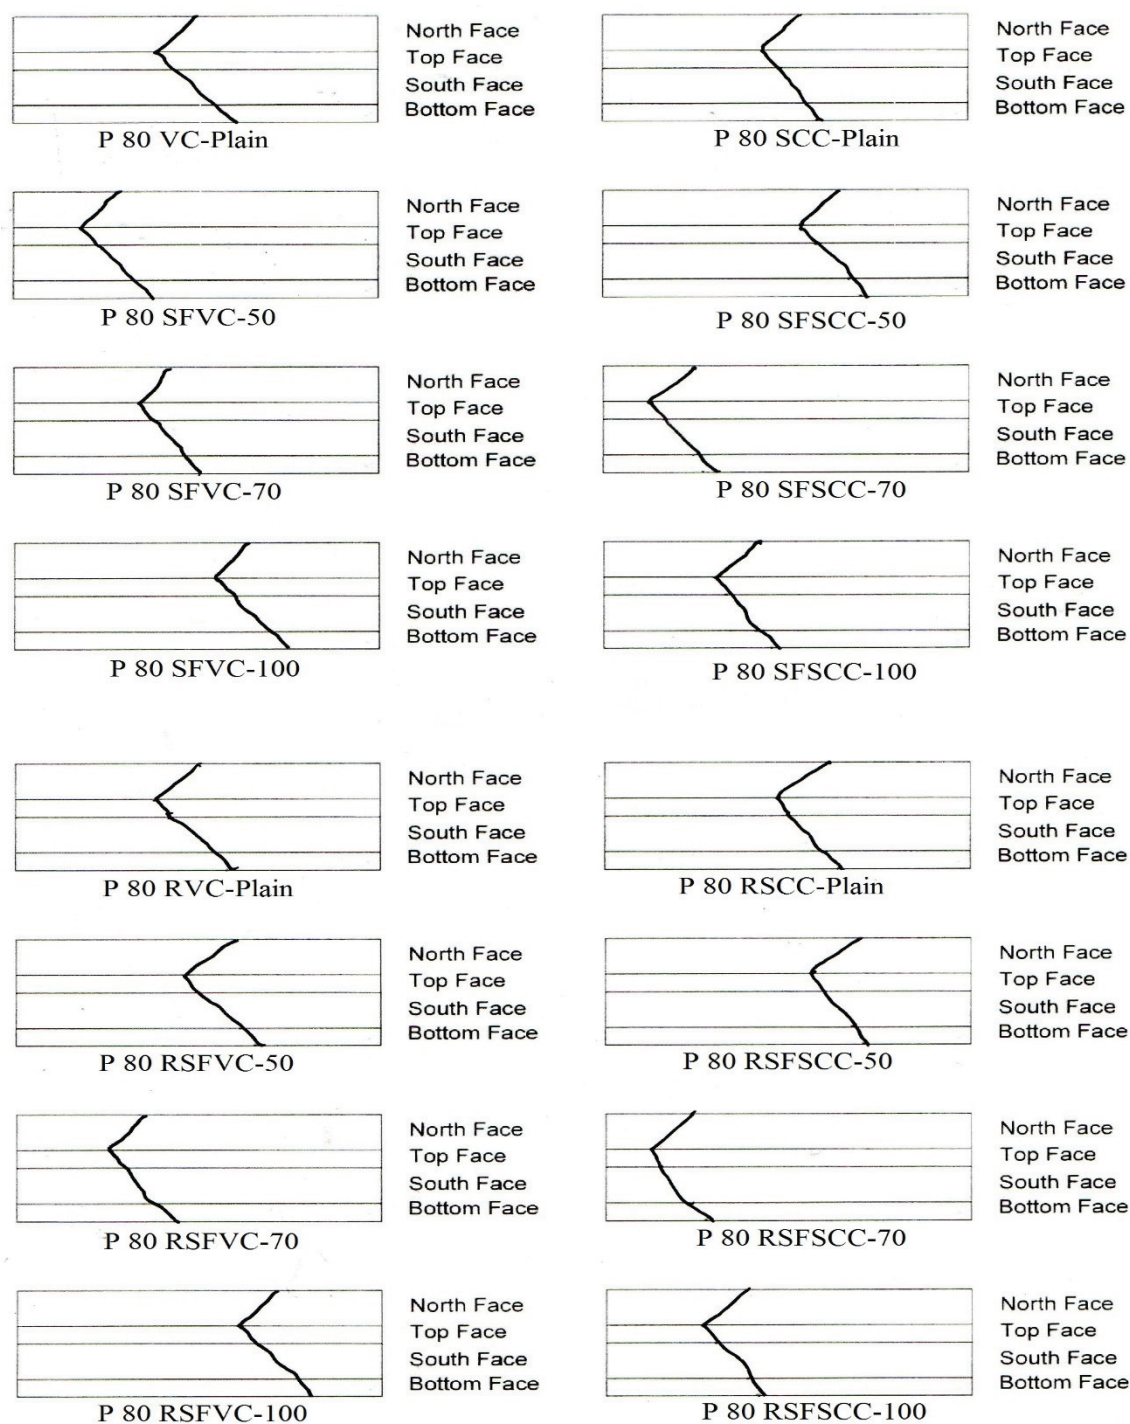 North Face
Top Face
South Face
Bottom Face
P 80 VC-Plain
North Face
Top Face
South Face
Bottom Face
P 80 SCC-Plain
North Face
Top Face
South Face
Bottom Face
P 80 SFVC-50
North Face
Top Face
South Face
Bottom Face
P 80 SFSCC-50
North Face
Top Face
South Face
Bottom Face
P 80 SFVC-70
North Face
Top Face
South Face
Bottom Face
P 80 SFSCC-70
North Face
Top Face
South Face
Bottom Face
P 80 SFVC-100
North Face
Top Face
South Face
Bottom Face
P 80 SFSCC-100
North Face
Top Face
South Face
Bottom Face
P 80 RVC-Plain
North Face
Top Face
South Face
Bottom Face
P 80 RSCC-Plain
North Face
Top Face
South Face
Bottom Face
P 80 RSFVC-50
North Face
Top Face
South Face
Bottom Face
P 80 RSFSCC-50
North Face
Top Face
South Face
Bottom Face
P 80 RSFVC-70
North Face
Top Face
South Face
Bottom Face
P 80 RSFSCC-70
North Face
Top Face
South Face
Bottom Face
P 80 RSFVC-100
North Face
Top Face
South Face
Bottom Face
P 80 RSFSCC-100